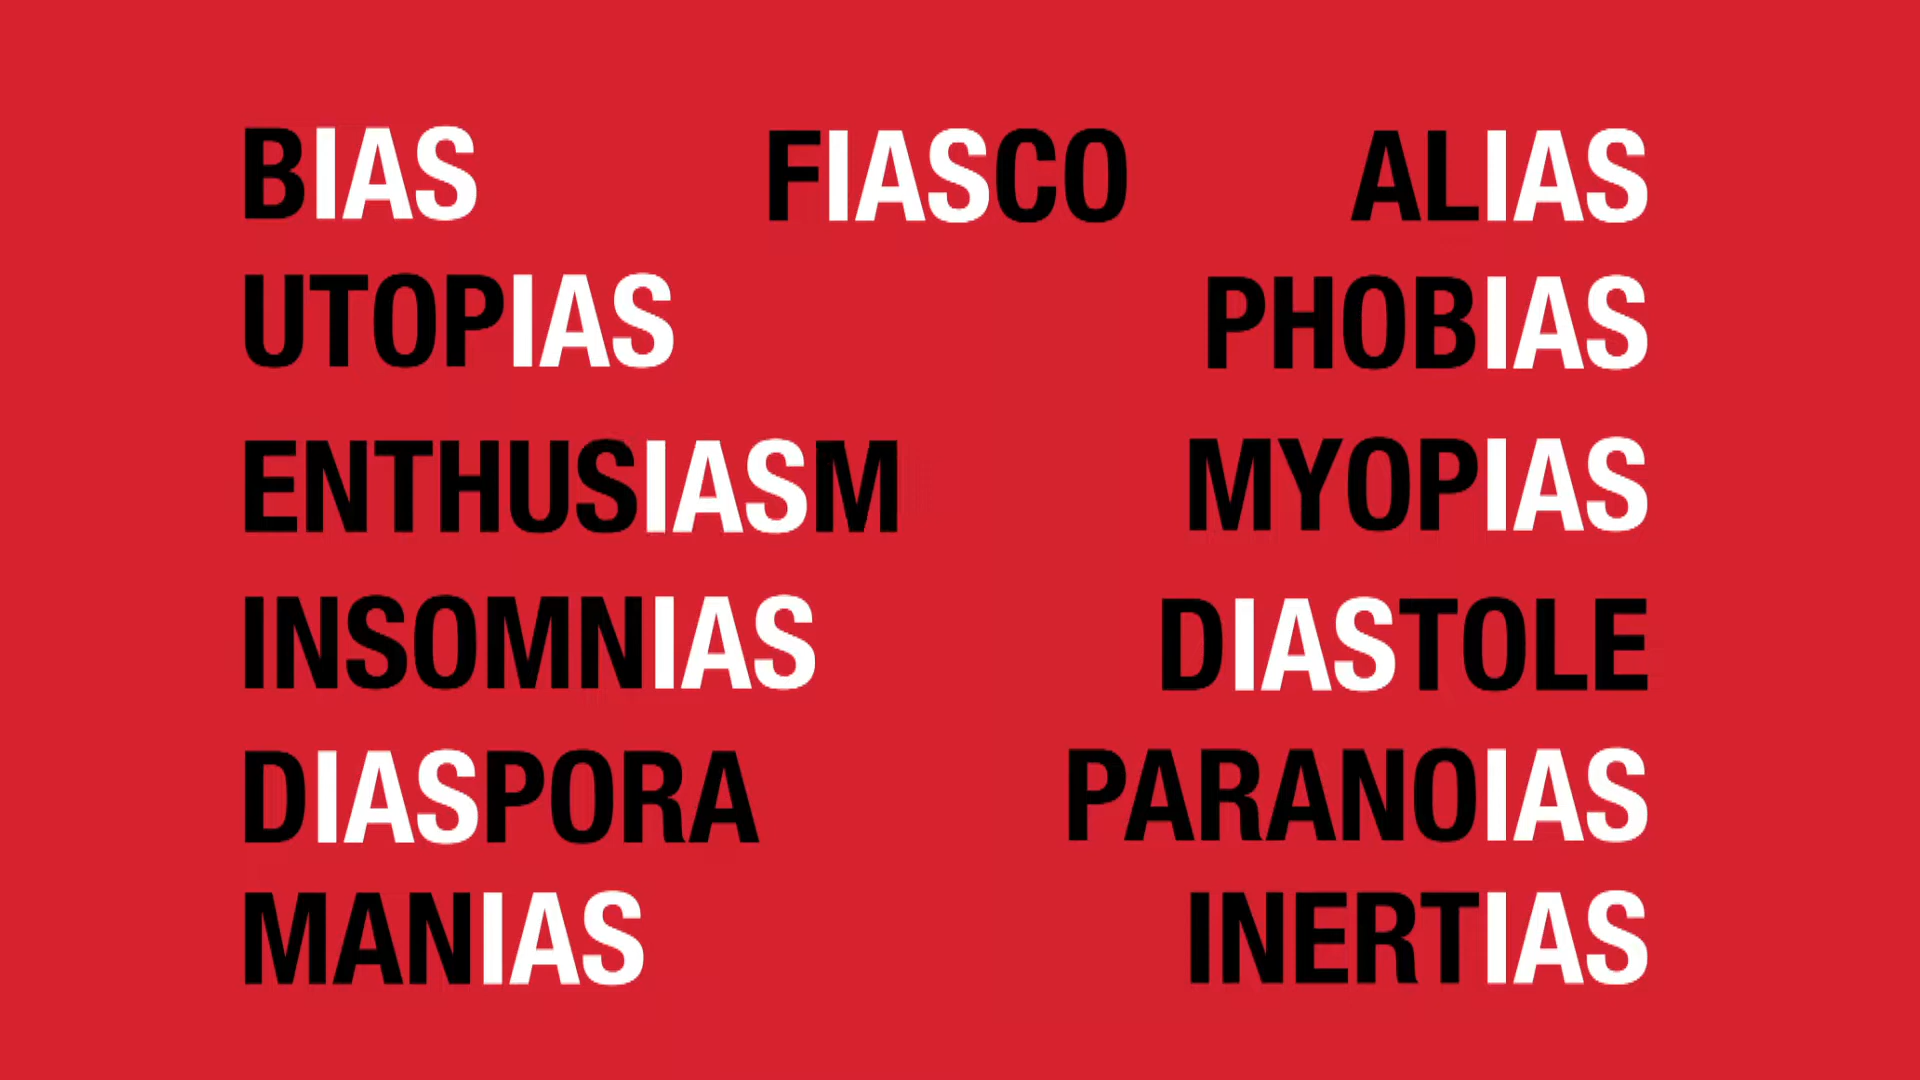 BIAS FIASCO ALIAS
UTOPIAS PHOBIAS
ENTHUSIASM MYOPIAS
INSOMNIAS DIASTOLE
DIASPORA PARANOIAS
MANIAS INERTIAS